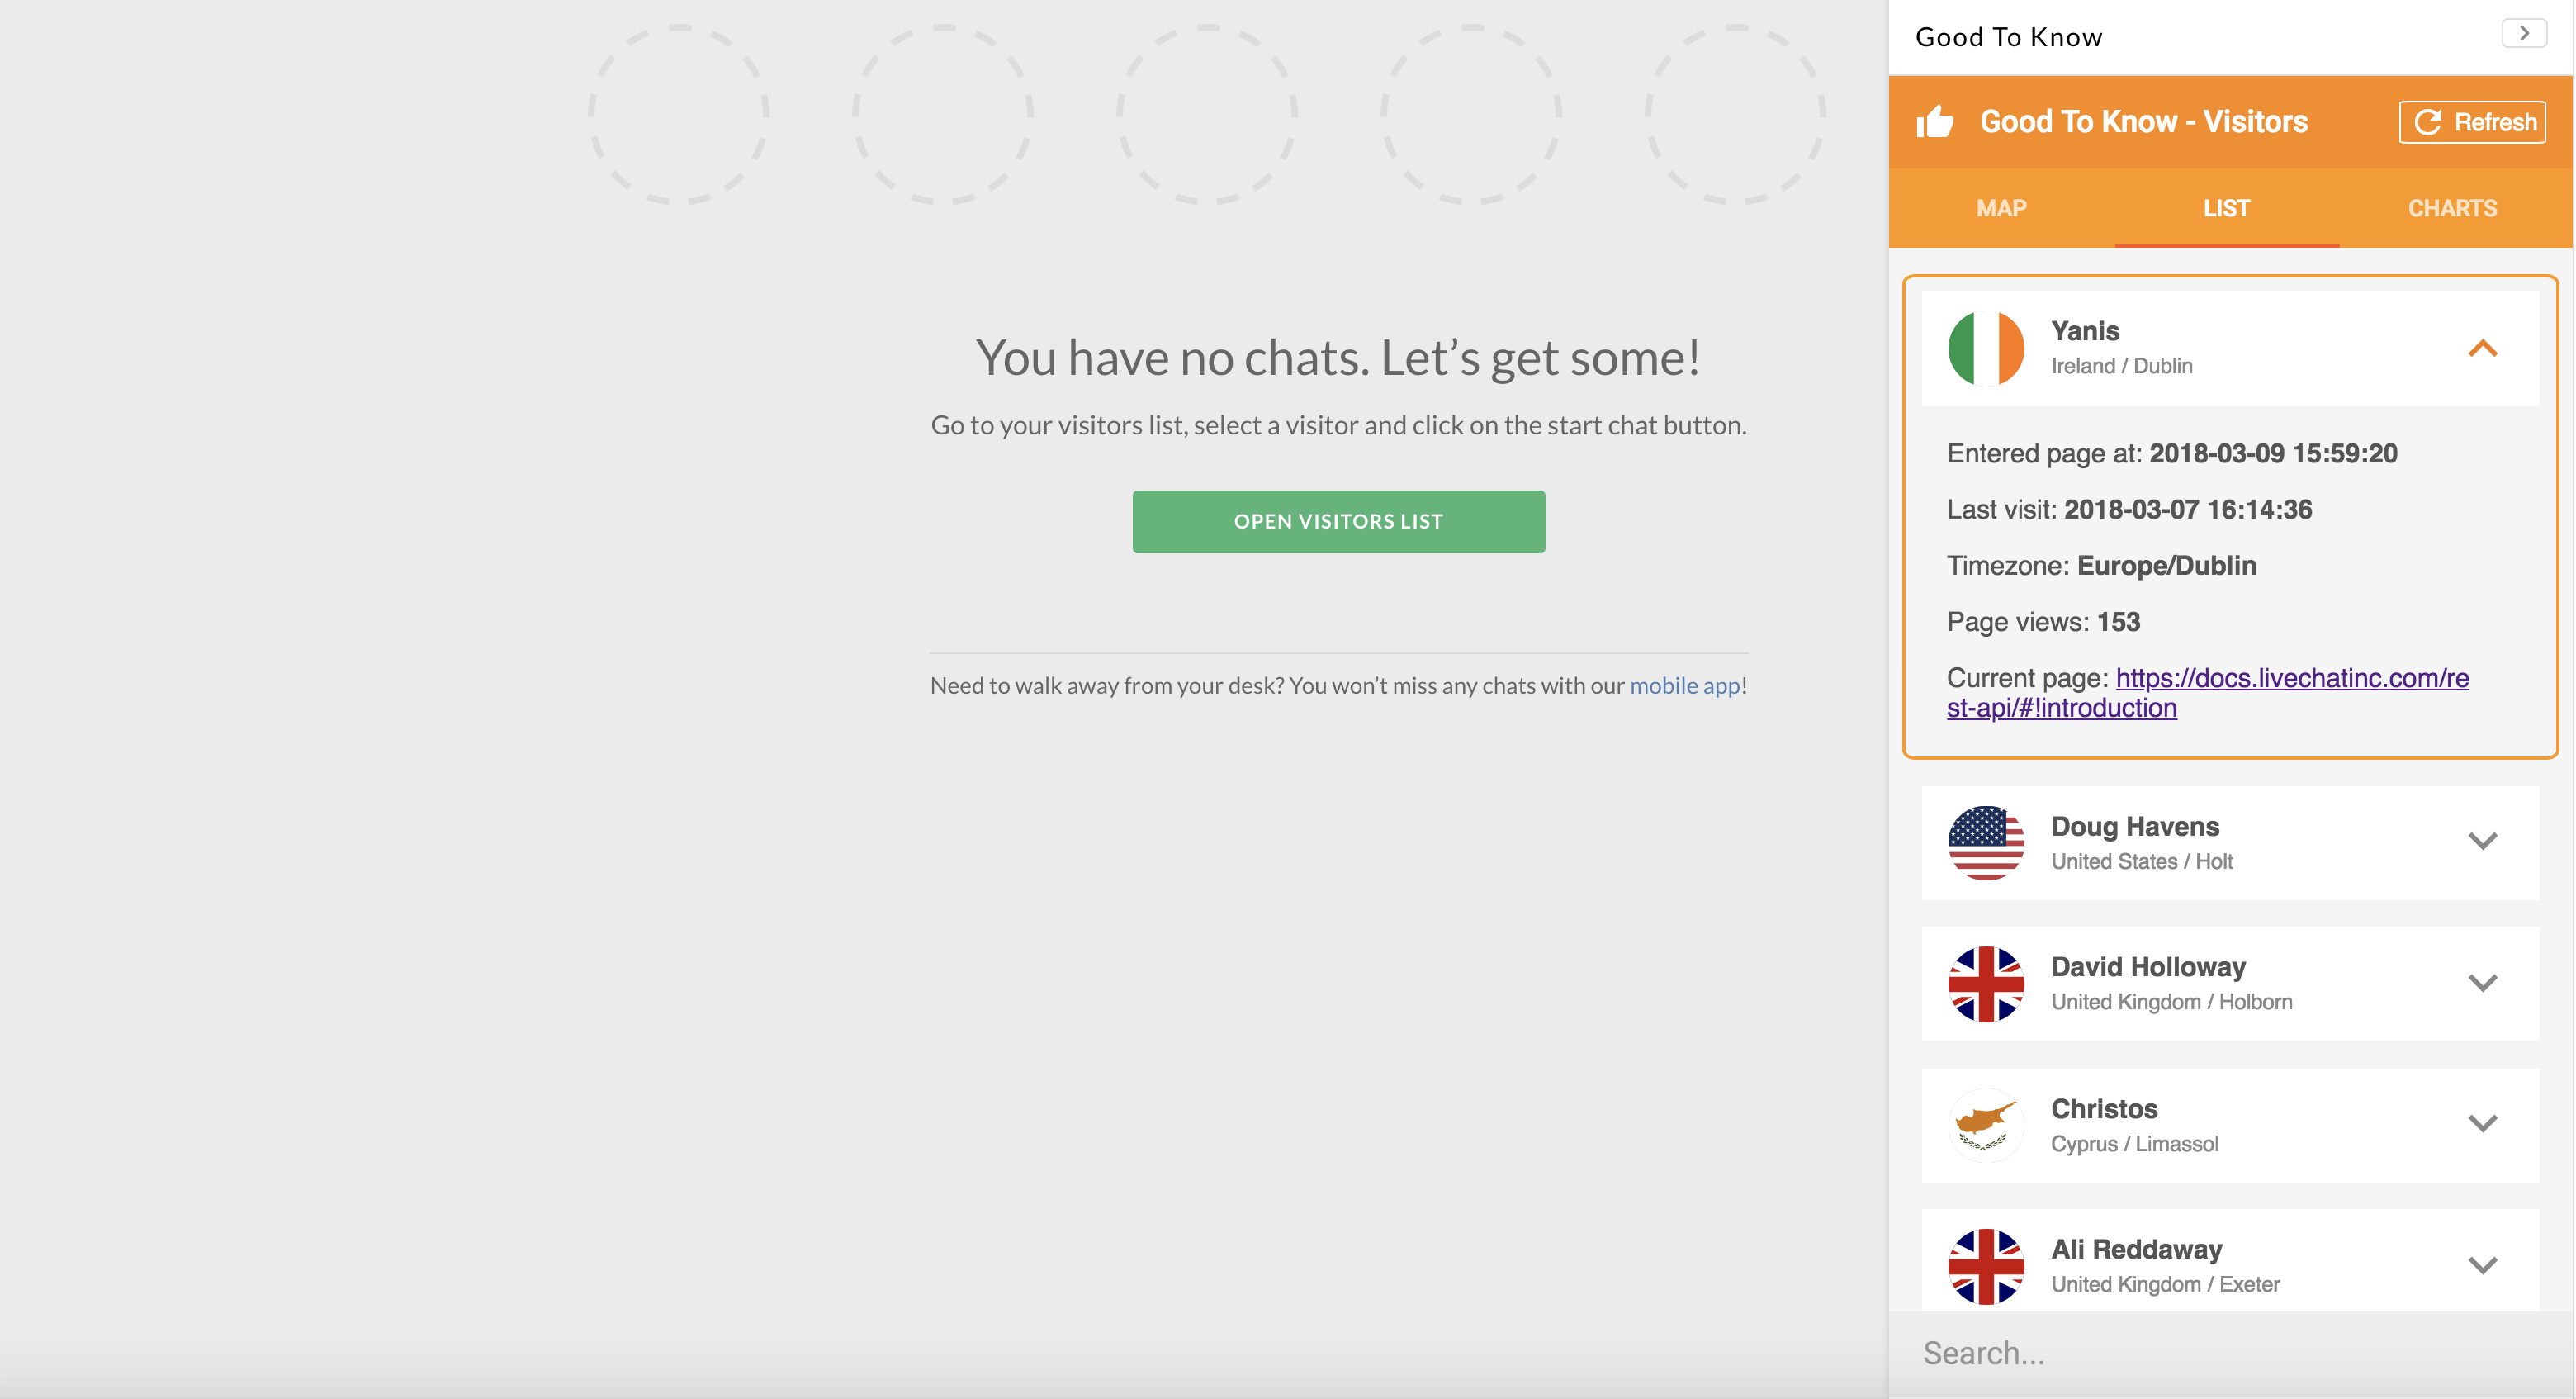 You have no chats. Let’s get some!
Go to your visitors list, select a visitor and click on the start chat button.
OPEN VISITORS LIST
Need to walk away from your desk? You won’t miss any chats with our mobile app!
Good To Know
Good To Know - Visitors
Refresh
MAP
LIST
CHARTS
Yanis
Ireland / Dublin
Entered page at: 2018-03-09 15:59:20
Last visit: 2018-03-07 16:14:36
Timezone: Europe/Dublin
Page views: 153
Current page: https://docs.livechatinc.com/re
st-api/#!introduction
Doug Havens
United States / Holt
David Holloway
United Kingdom / Holborn
Christos
Cyprus / Limassol
Ali Reddaway
United Kingdom / Exeter
Search...